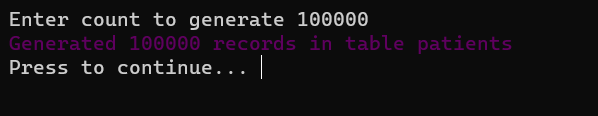 Enter count to generate 100000
Generated 100000 records in table patients
Press to continue...